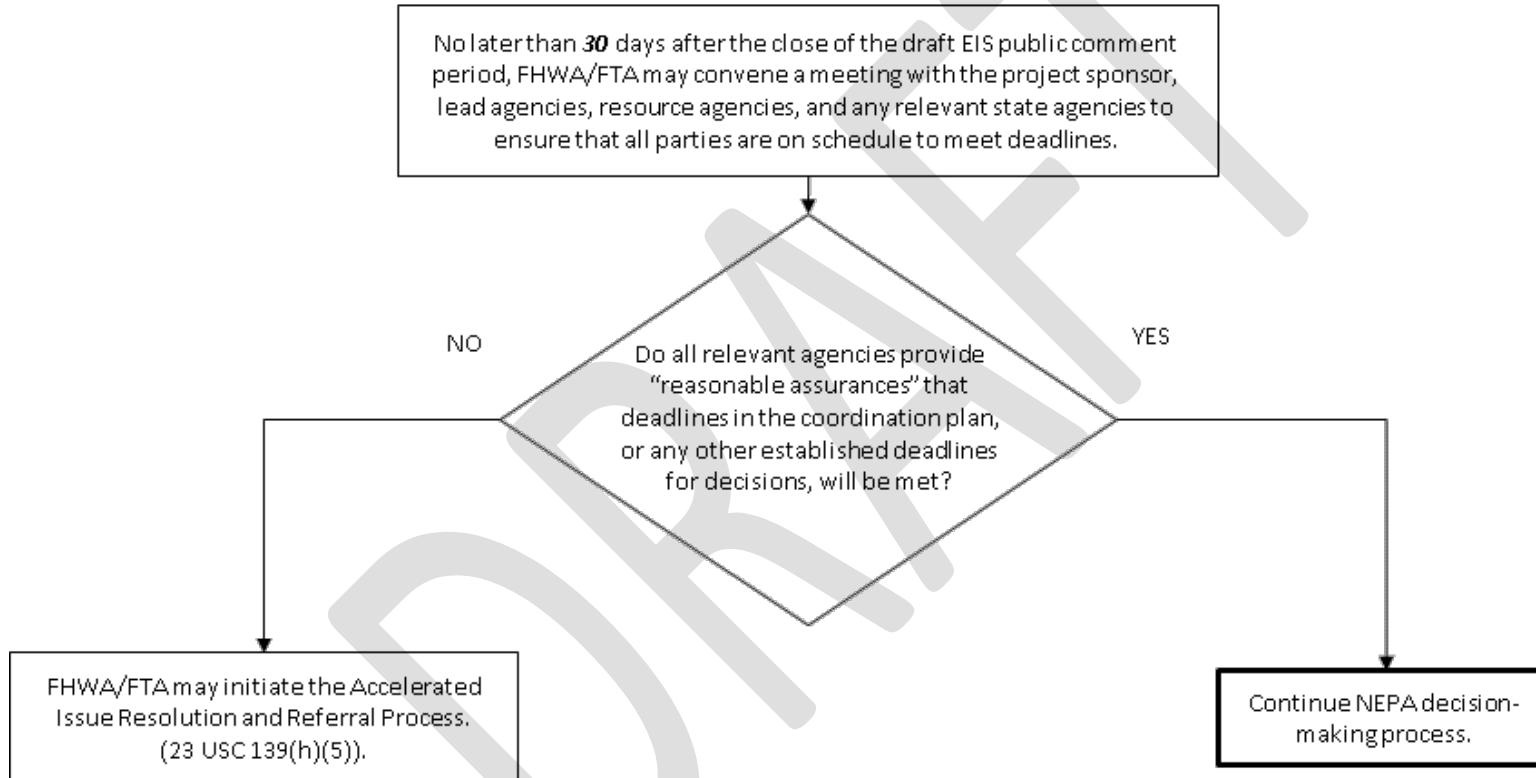 No later than 30 days after the close of the draft EIS public comment
period, FHWA/FTA may convene a meeting with the project sponsor,
lead agencies, resource agencies, and any relevant state agencies to
ensure that all parties are on schedule to meet deadlines.
NO
YES
Do all relevant agencies provide
“reasonable assurances” that
deadlines in the coordination plan,
or any other established deadlines
for decisions, will be met?
FHWA/FTA may initiate the Accelerated
Issue Resolution and Referral Process.
(23 USC 139(h)(5)).
Continue NEPA decision-
making process.
DRAFT